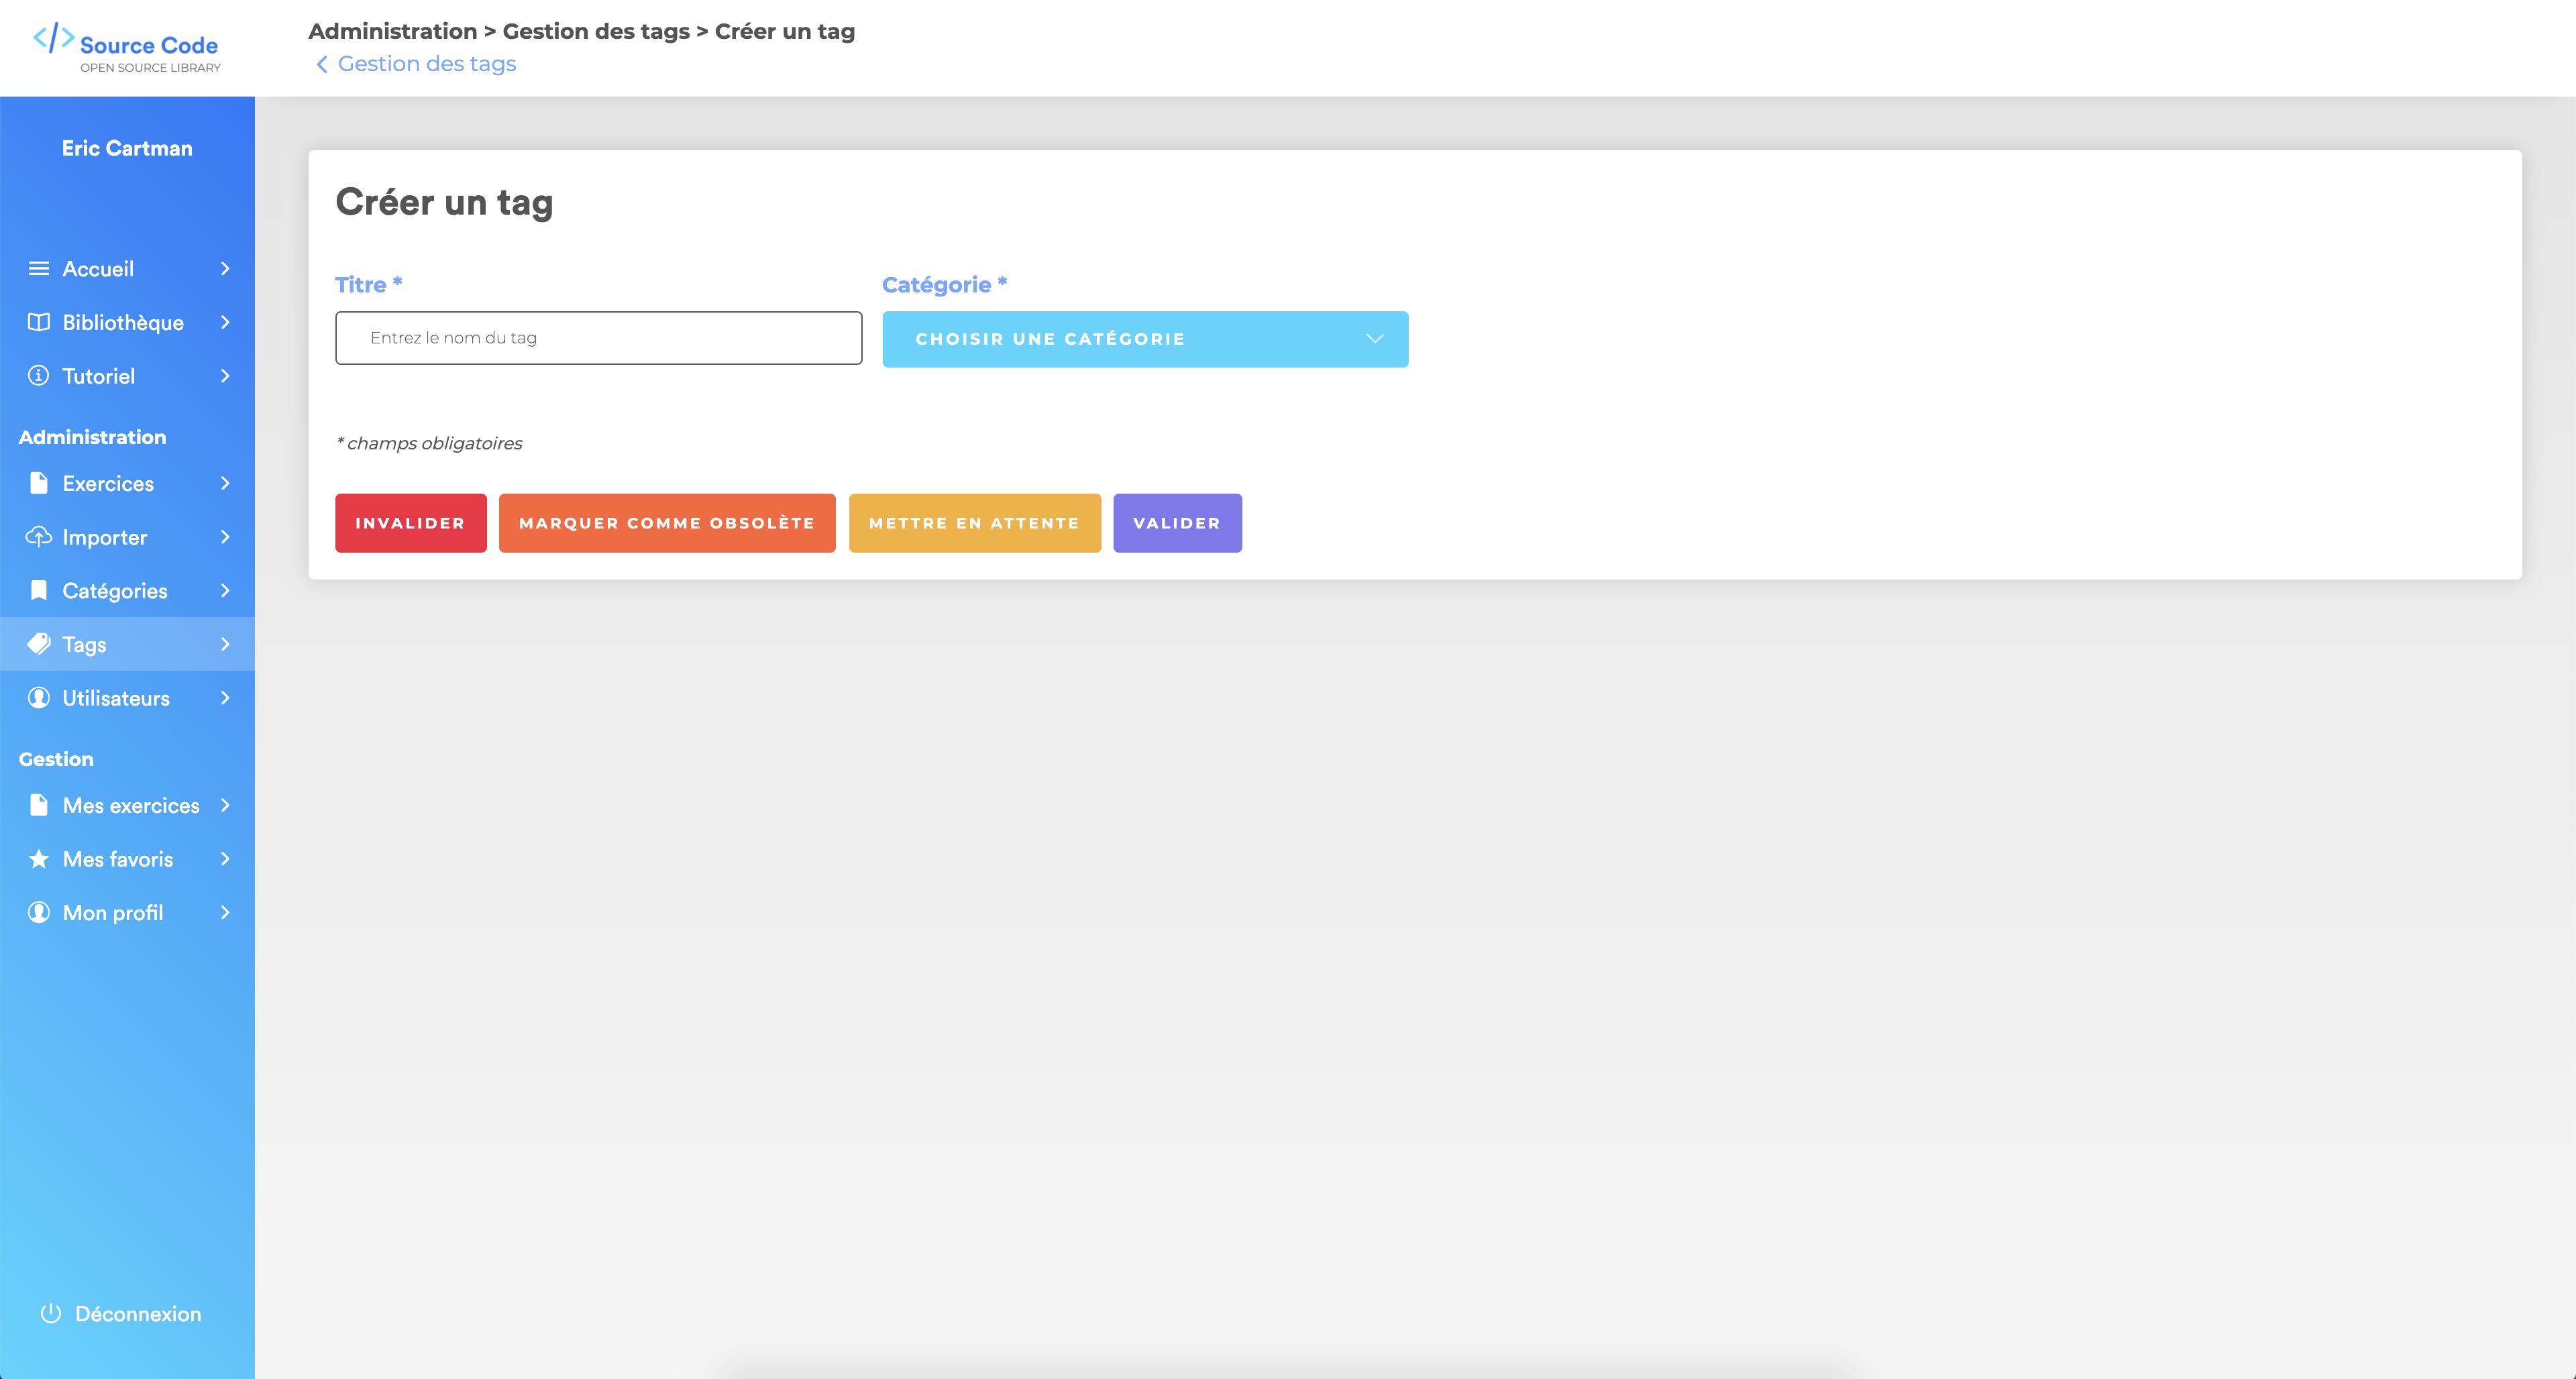 Source Code
OPEN SOURCE LIBRARY
Administration > Gestion des tags > Créer un tag
Gestion des tags
Eric Cartman
Accueil
Bibliothèque
Tutoriel
Administration
Exercices
Importer
Catégories
Tags
Utilisateurs
Gestion
Mes exercices
Mes favoris
Mon profil
Déconnexion
Créer un tag
Titre *
Entrez le nom du tag
Catégorie *
CHOISIR UNE CATÉGORIE
* champs obligatoires
INVALIDER
MARQUER COMME OBSOLÈTE
METTRE EN ATTENTE
VALIDER